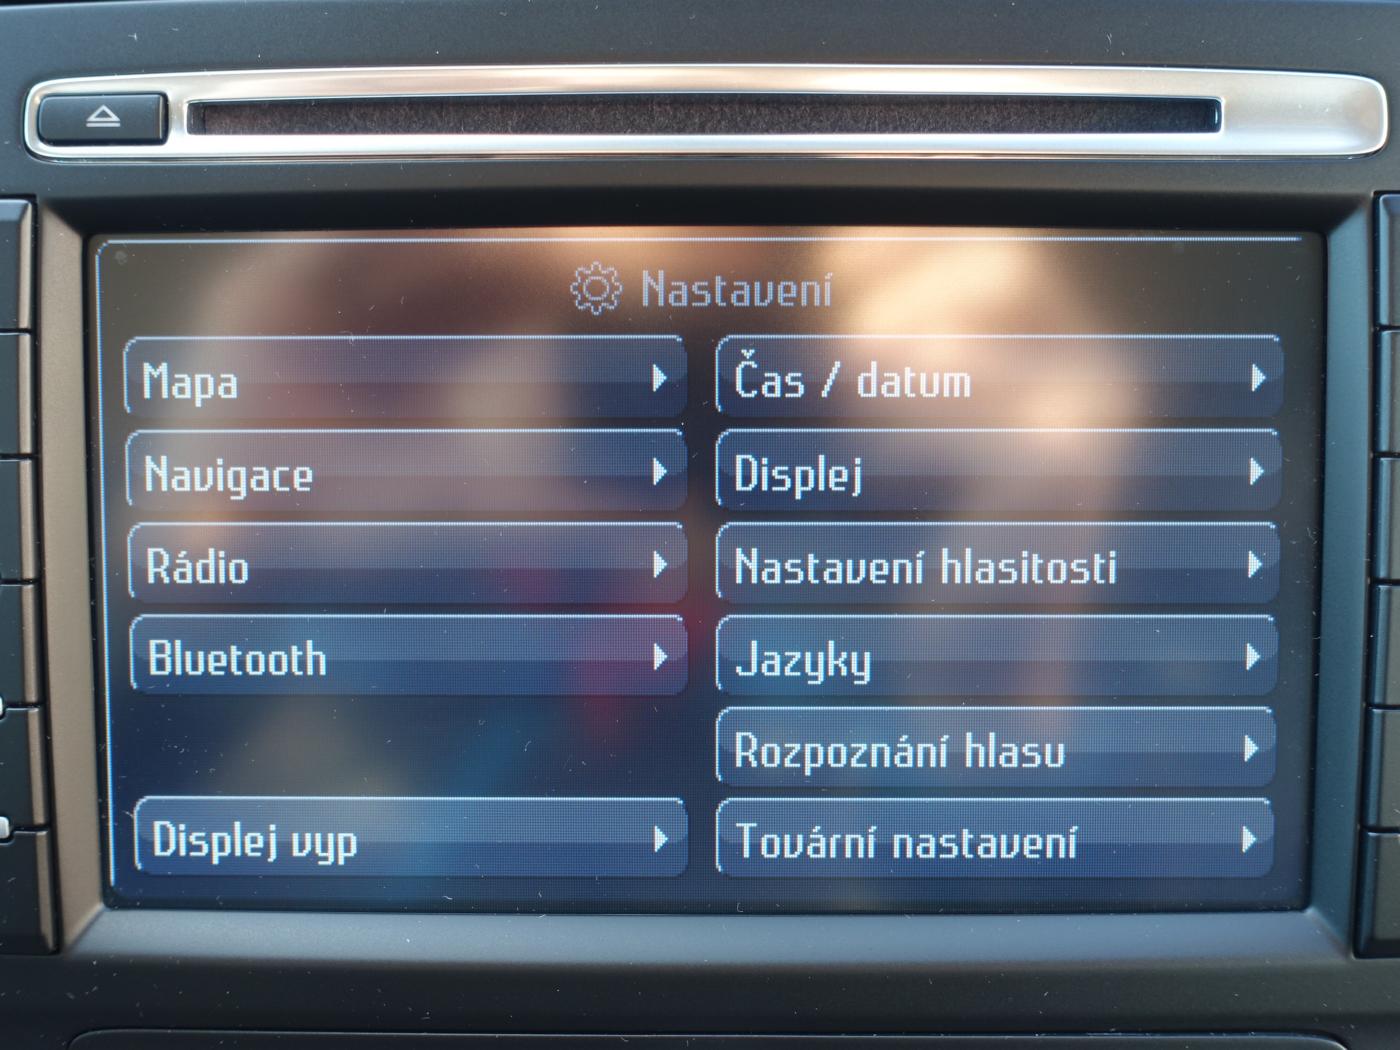 Nastavení
Mapa
Navigace
Rádio
Bluetooth
Displej vyp
Čas / datum
Displej
Nastavení hlasitosti
Jazyky
Rozpoznání hlasu
Tovární nastavení